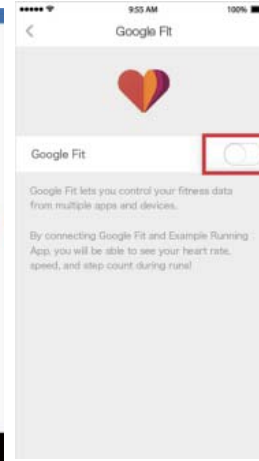 9:55 AM
100%
Google Fit
Google Fit
Google Fit lets you control your fitness data
from multiple apps and devices.
By connecting Google Fit and Example Running
App, you will be able to see your heart rate,
speed, and step count during runs!